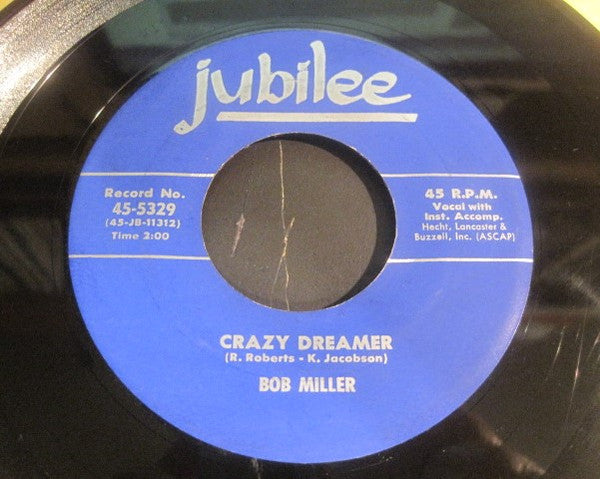 jubilee
Record No.
45-5329
(45-JB-11312)
Time 2:00
45 R.P.M.
Vocal with
Inst. Accomp.
Hecht, Lancaster &
Buzzell, Inc. (ASCAP)
CRAZY DREAMER
(R. Roberts - K. Jacobson)
BOB MILLER